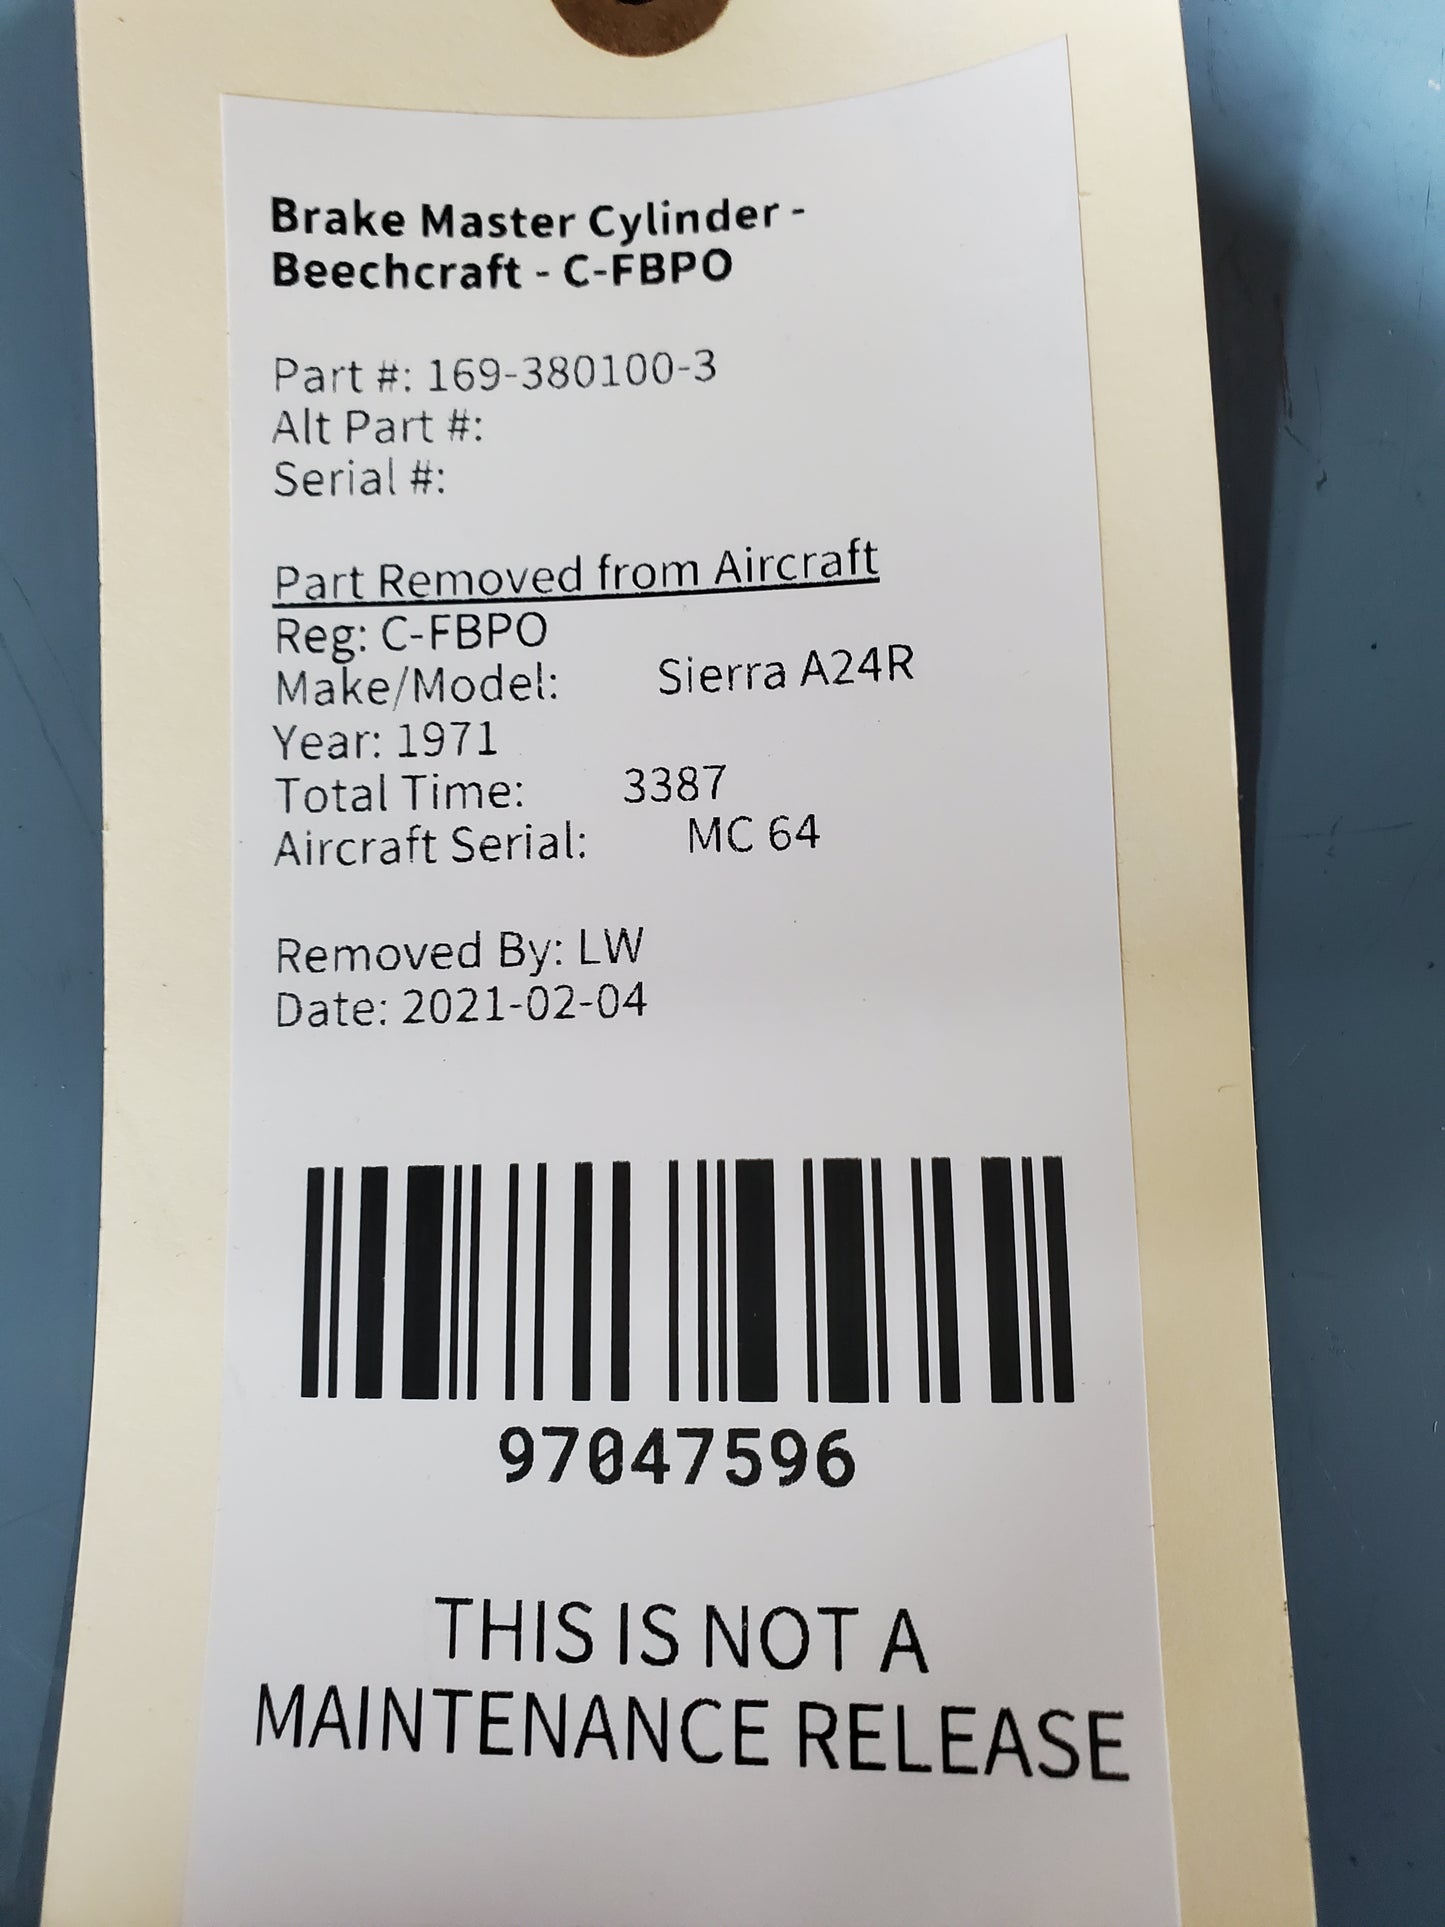 Brake Master Cylinder -
Beechcraft - C-FBPO
Part #: 169-380100-3
Alt Part #:
Serial #:
Part Removed from Aircraft
Reg: C-FBPO
Make/Model: Sierra A24R
Year: 1971
Total Time: 3387
Aircraft Serial: MC 64
Removed By: LW
Date: 2021-02-04
97047596
THIS IS NOT A
MAINTENANCE RELEASE